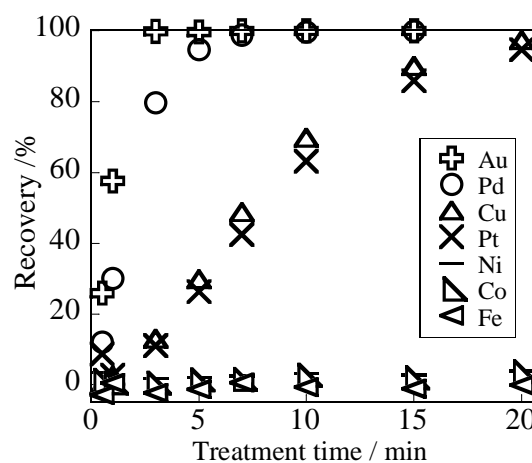 100
80
60
40
20
0
Recovery /%
Au
Pd
Cu
Pt
Ni
Co
Fe
0 5 10 15 20
Treatment time / min